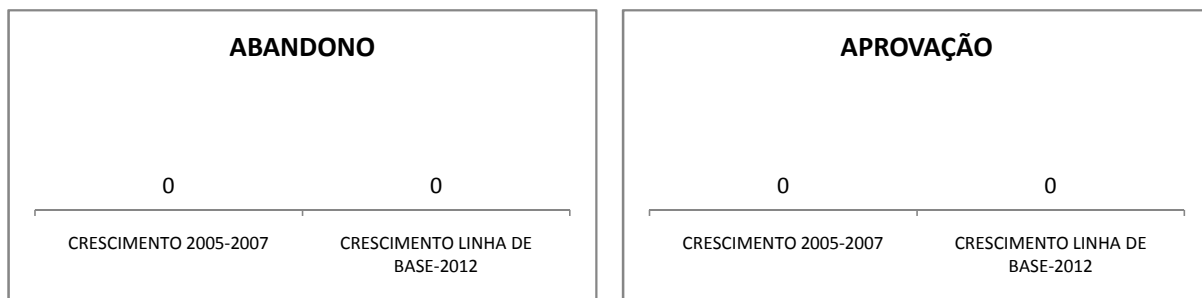 ABANDONO
0
0
CRESCIMENTO 2005-2007
CRESCIMENTO LINHA DE
BASE-2012
APROVAÇÃO
0
0
CRESCIMENTO 2005-2007
CRESCIMENTO LINHA DE
BASE-2012